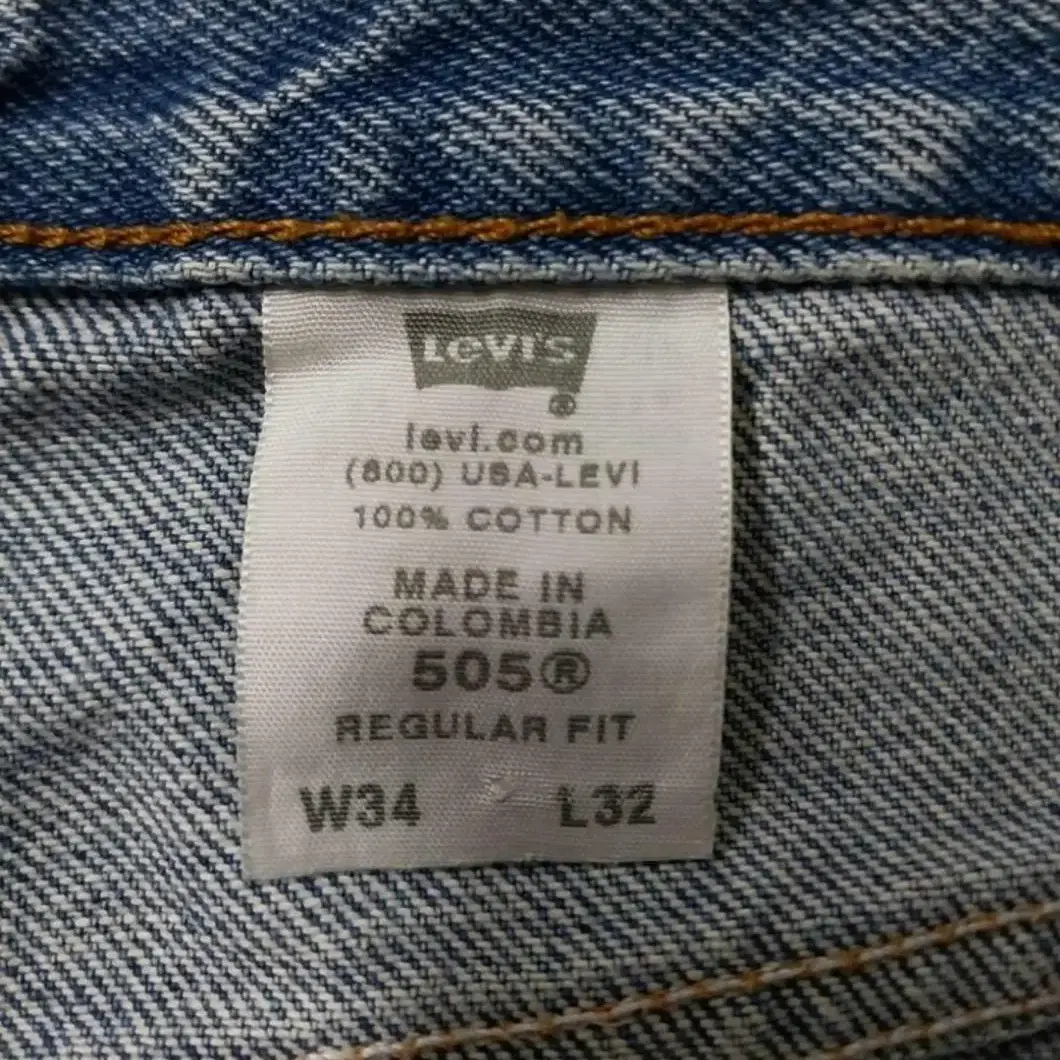 Levi's
®
levi.com
(800) USA-LEVI
100% COTTON
MADE IN
COLOMBIA
505®
REGULAR FIT
W34 L32